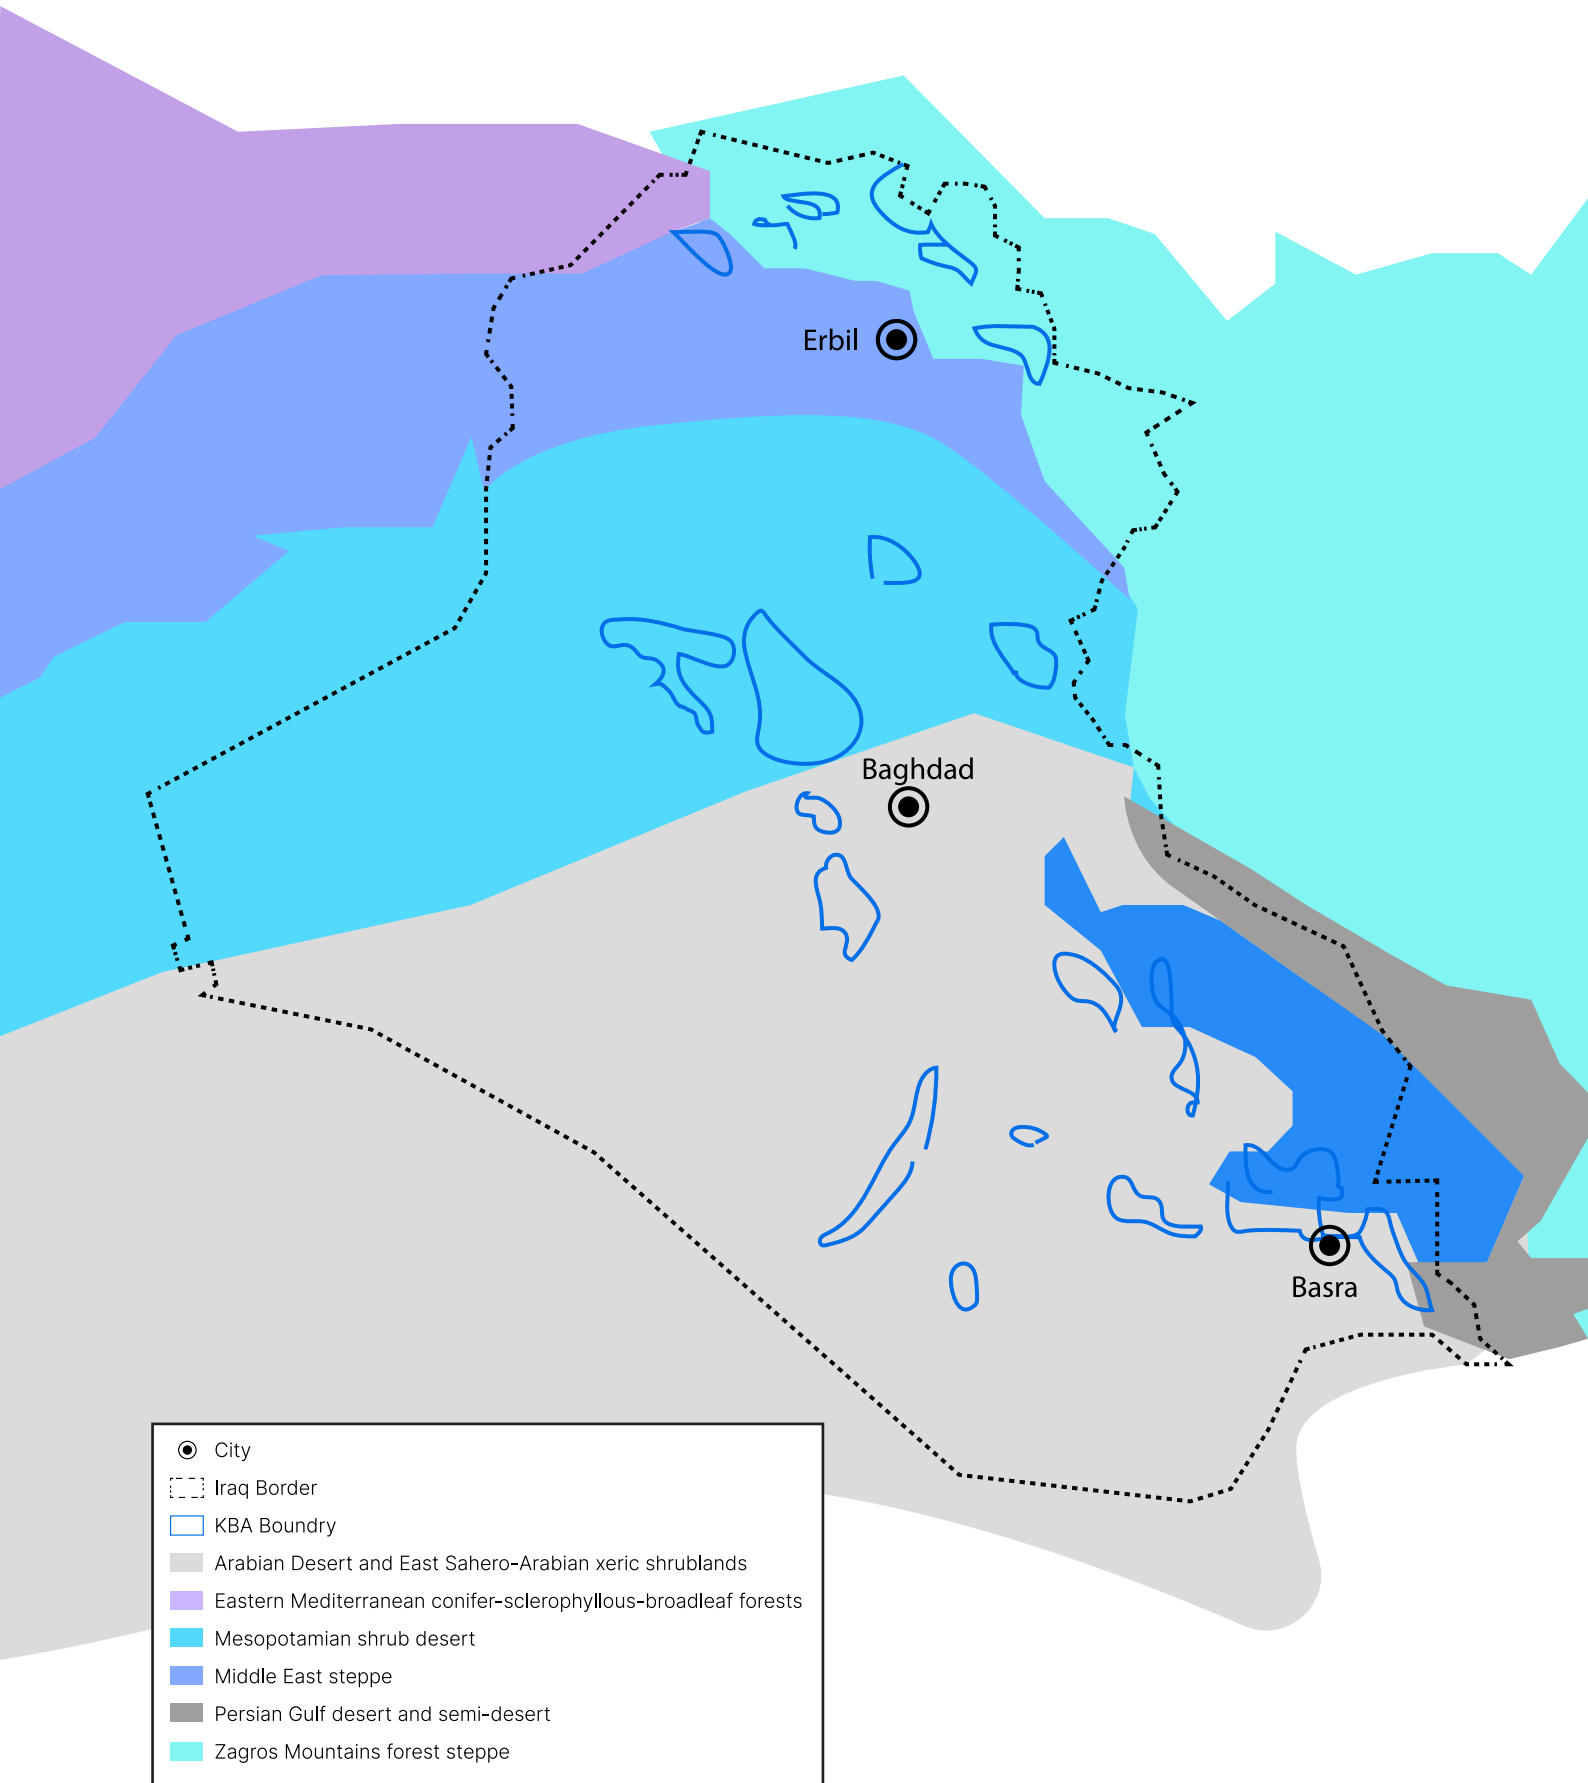 Erbil
Baghdad
Basra
City
Iraq Border
KBA Boundry
Arabian Desert and East Sahero-Arabian xeric shrublands
Eastern Mediterranean conifer-sclerophyllous-broadleaf forests
Mesopotamian shrub desert
Middle East steppe
Persian Gulf desert and semi-desert
Zagros Mountains forest steppe